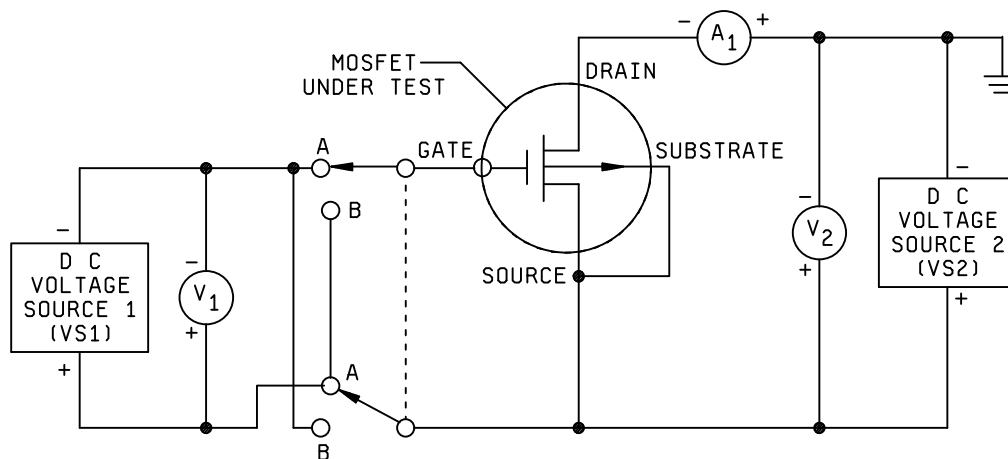 - A1 +
MOSFET
UNDER TEST
DRAIN
A
GATE
SUBSTRATE
B
-
D C
VOLTAGE
SOURCE 1
(VS1)
+
-
V1
+
SOURCE
-
V2
+
-
D C
VOLTAGE
SOURCE 2
(VS2)
+
A
B